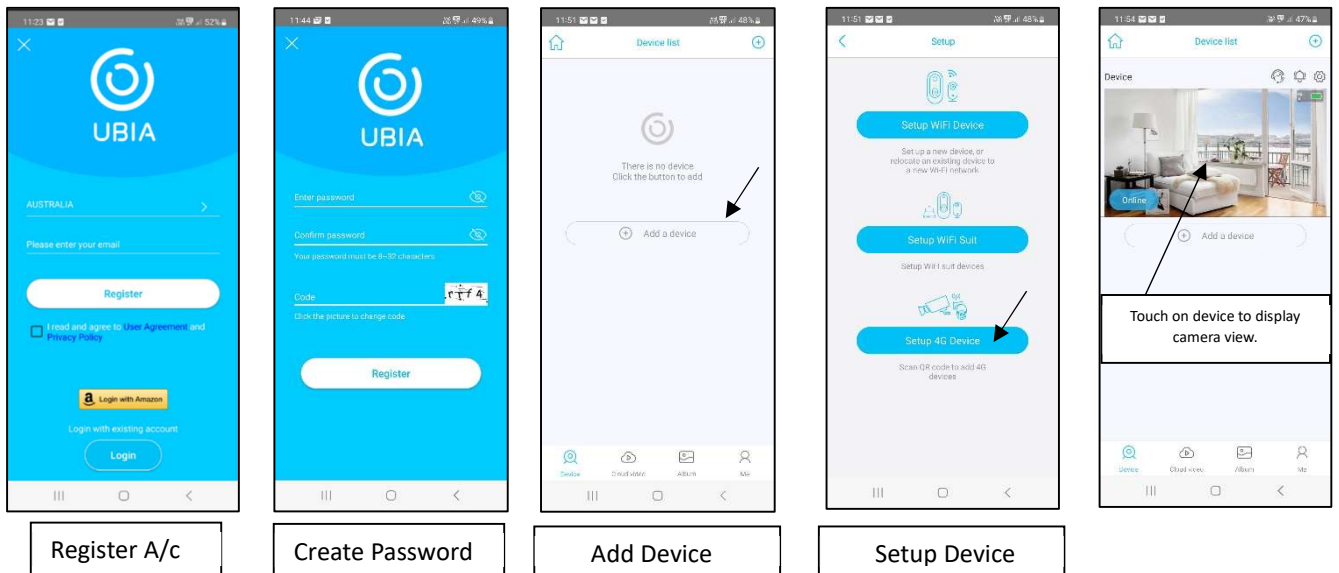 11:23
52%
UBIA
AUSTRALIA
Please enter your email
Register
I read and agree to User Agreement and
Privacy Policy
a Login with Amazon
Login with existing account
Login
Register A/c
11:44
49%
UBIA
Enter password
Confirm password
Your password must be 8~32 characters
Code
Click the picture to change code
Register
Create Password
11:51
48%
Device list
There is no device
Click the button to add
Add a device
Device
Cloud video
Album
Me
Add Device
11:51
48%
Setup
Setup WiFi Device
Set up a new device, or
relocate an existing device to
a new Wi-Fi network
Setup WiFi Suit
Setup WiFi suit devices
Setup 4G Device
Scan QR code to add 4G
devices
Setup Device
11:54
47%
Device list
Device
Online
Add a device
Touch on device to display
camera view.
Device
Cloud video
Album
Me